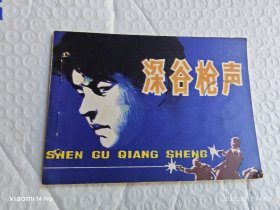 深谷枪声
SHEN GU QIANG SHENG
XIAOMI 14 Pro